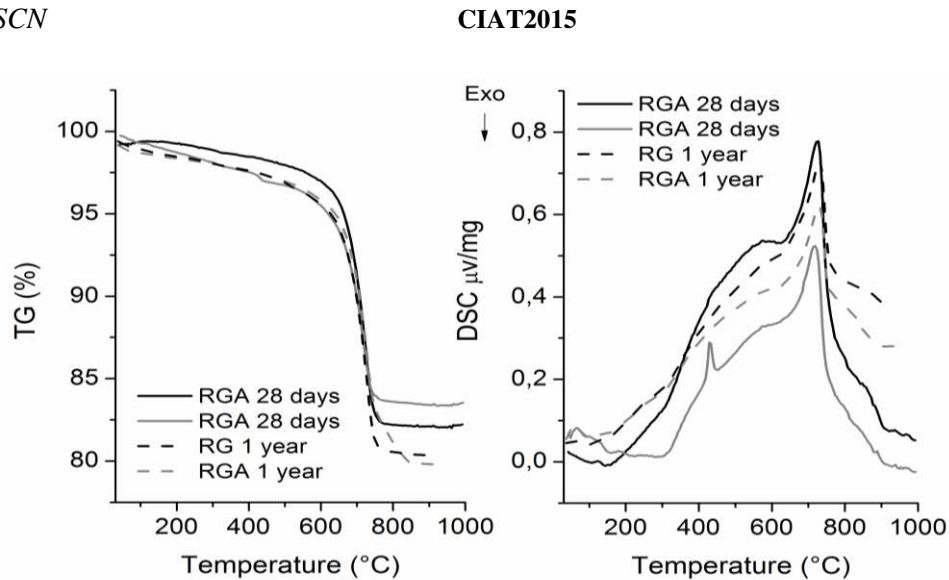 SCN CIAT2015
100
95
90
85
80
TG (%)
RGA 28 days
RGA 28 days
RG 1 year
RGA 1 year
200 400 600 800 1000
Temperature (°C)
Exo
0,8
0,6
0,4
0,2
0,0
DSC μv/mg
RGA 28 days
RGA 28 days
RG 1 year
RGA 1 year
200 400 600 800 1000
Temperature (°C)